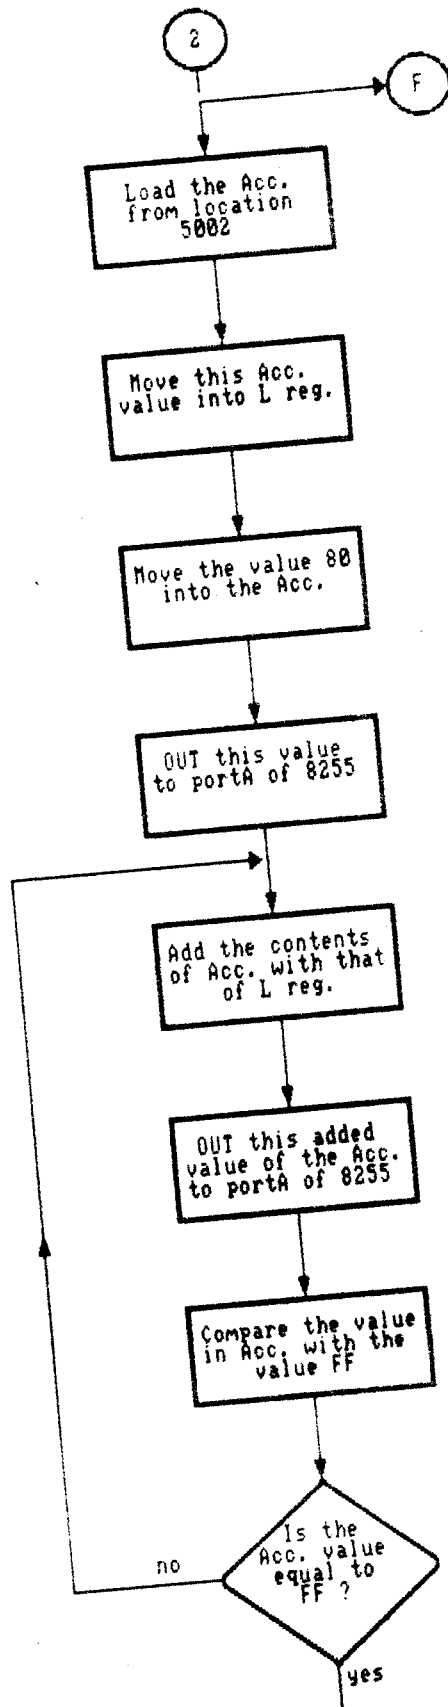 2
F
Load the Acc.
from location
5002
Move this Acc.
value into L reg.
Move the value 80
into the Acc.
OUT this value
to portA of 8255
Add the contents
of Acc. with that
of L reg.
OUT this added
value of the Acc.
to portA of 8255
Compare the value
in Acc. with the
value FF
Is the
Acc. value
equal to
FF ?
no
yes